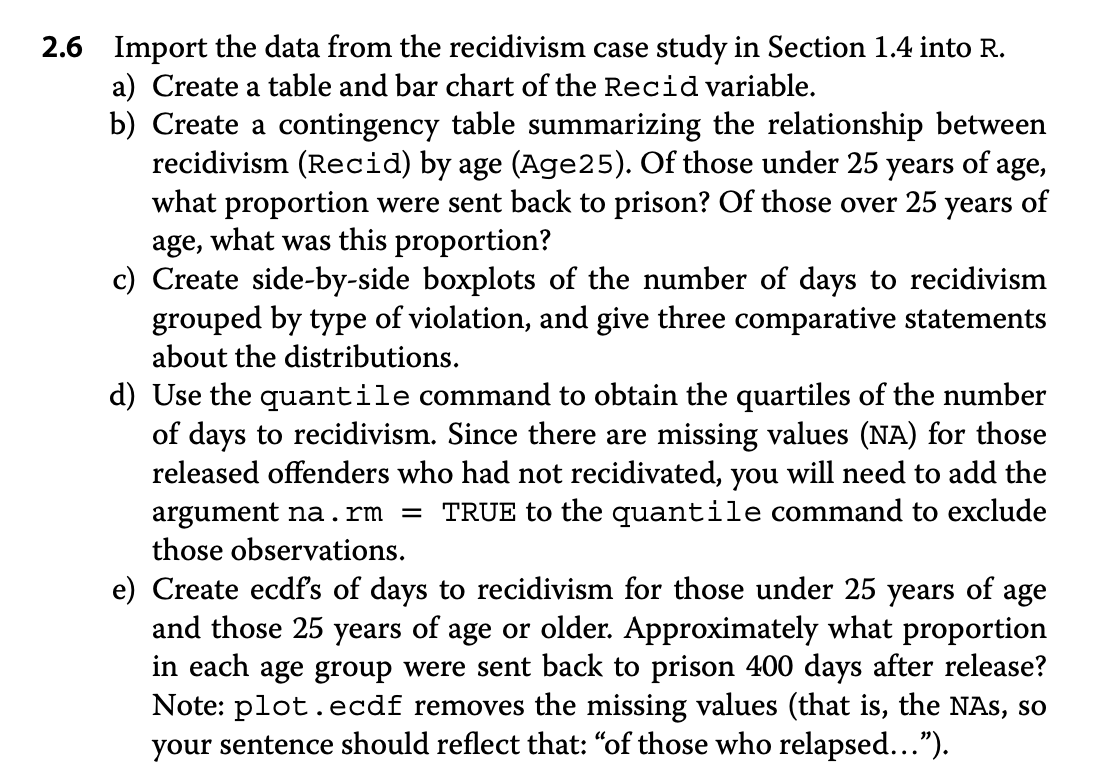 2.6 Import the data from the recidivism case study in Section 1.4 into R.
a) Create a table and bar chart of the Recid variable.
b) Create a contingency table summarizing the relationship between
recidivism (Recid) by age (Age25). Of those under 25 years of age,
what proportion were sent back to prison? Of those over 25 years of
age, what was this proportion?
c) Create side-by-side boxplots of the number of days to recidivism
grouped by type of violation, and give three comparative statements
about the distributions.
d) Use the quantile command to obtain the quartiles of the number
of days to recidivism. Since there are missing values (NA) for those
released offenders who had not recidivated, you will need to add the
argument na.rm = TRUE to the quantile command to exclude
those observations.
e) Create ecdf's of days to recidivism for those under 25 years of age
and those 25 years of age or older. Approximately what proportion
in each age group were sent back to prison 400 days after release?
Note: plot.ecdf removes the missing values (that is, the NAs, so
your sentence should reflect that: “of those who relapsed…”).